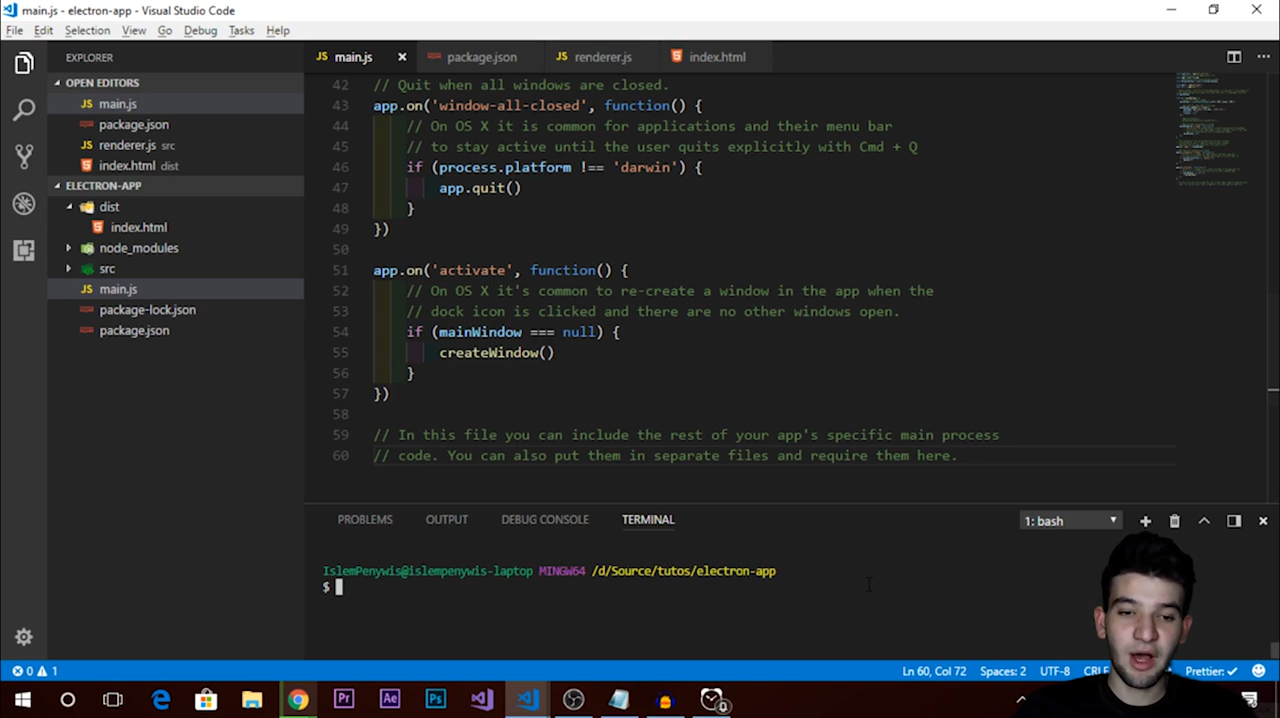 main.js - electron-app - Visual Studio Code
File Edit Selection View Go Debug Tasks Help
EXPLORER
OPEN EDITORS
JS main.js
package.json
JS renderer.js src
index.html dist
ELECTRON-APP
dist
index.html
node_modules
src
JS main.js
package-lock.json
package.json
JS main.js
package.json
JS renderer.js
index.html
42 // Quit when all windows are closed.
43 app.on('window-all-closed', function() {
44 // On OS X it is common for applications and their menu bar
45 // to stay active until the user quits explicitly with Cmd + Q
46 if (process.platform !== 'darwin') {
47 app.quit()
48 }
49 })
50
51 app.on('activate', function() {
52 // On OS X it's common to re-create a window in the app when the
53 // dock icon is clicked and there are no other windows open.
54 if (mainWindow === null) {
55 createWindow()
56 }
57 })
58
59 // In this file you can include the rest of your app's specific main process
60 // code. You can also put them in separate files and require them here.
PROBLEMS OUTPUT DEBUG CONSOLE TERMINAL
1: bash
IslemPenywis@islempenywis-laptop MINGW64 /d/Source/tutos/electron-app
$
0 1 Ln 60, Col 72 Spaces: 2 UTF-8 CRLF Prettier: ✓
Pr Ae Ps